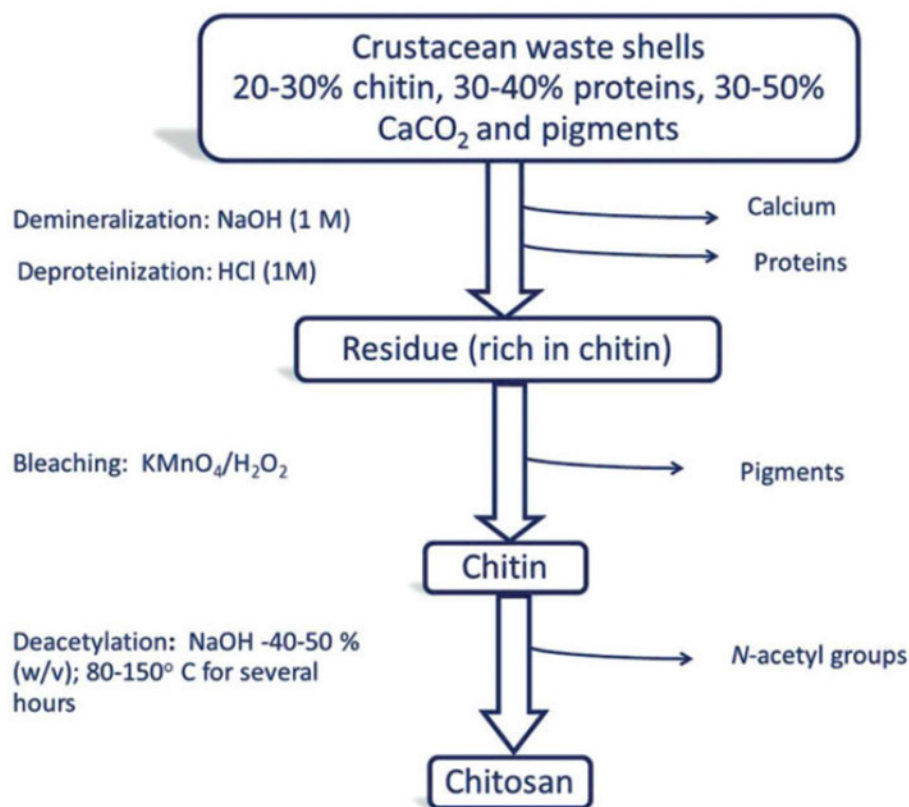 Crustacean waste shells
20-30% chitin, 30-40% proteins, 30-50%
CaCO₂ and pigments
Demineralization: NaOH (1 M)
Calcium
Deproteinization: HCl (1M)
Proteins
Residue (rich in chitin)
Bleaching: KMnO₄/H₂O₂
Pigments
Chitin
Deacetylation: NaOH -40-50 %
(w/v); 80-150° C for several
hours
N-acetyl groups
Chitosan